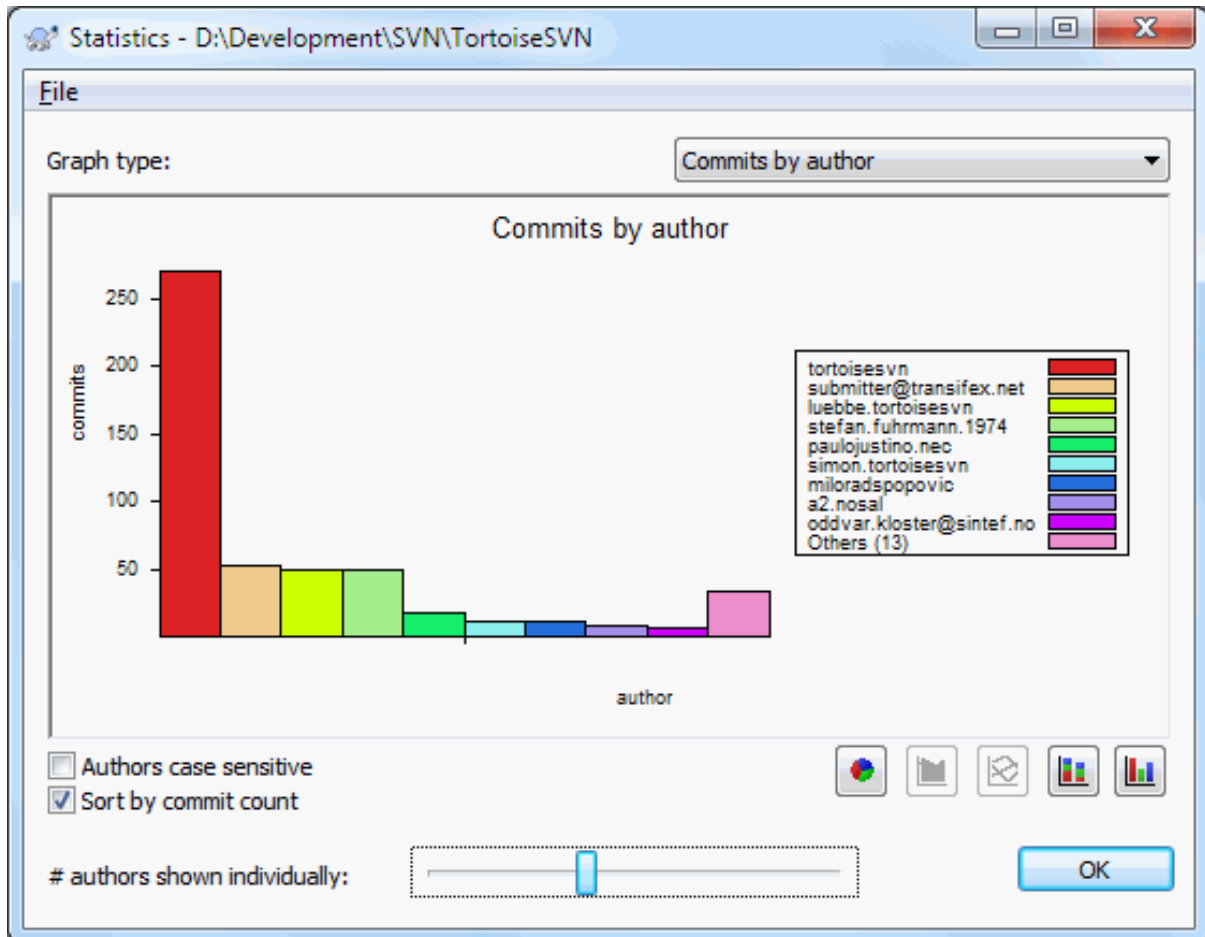 Statistics - D:\Development\SVN\TortoiseSVN
File
Graph type:
Commits by author
Commits by author
250
200
150
100
50
commits
author
tortoisesvn
submitter@transifex.net
luebbe.tortoisesvn
stefan.fuhrmann.1974
paulojustino.nec
simon.tortoisesvn
miloradspopovic
a2.nosal
oddvar.kloster@sintef.no
Others (13)
Authors case sensitive
Sort by commit count
# authors shown individually:
OK